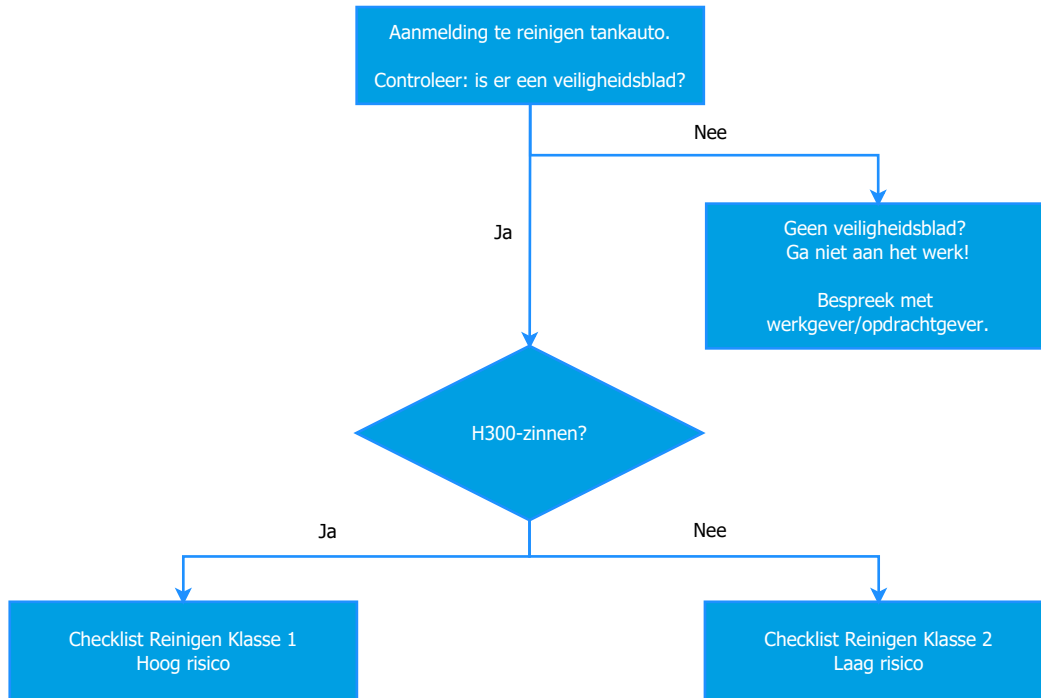 Aanmelding te reinigen tankauto.
Controleer: is er een veiligheidsblad?
Nee
Ja
Geen veiligheidsblad?
Ga niet aan het werk!
Bespreek met
werkgever/opdrachtgever.
H300-zinnen?
Ja
Nee
Checklist Reinigen Klasse 1
Hoog risico
Checklist Reinigen Klasse 2
Laag risico